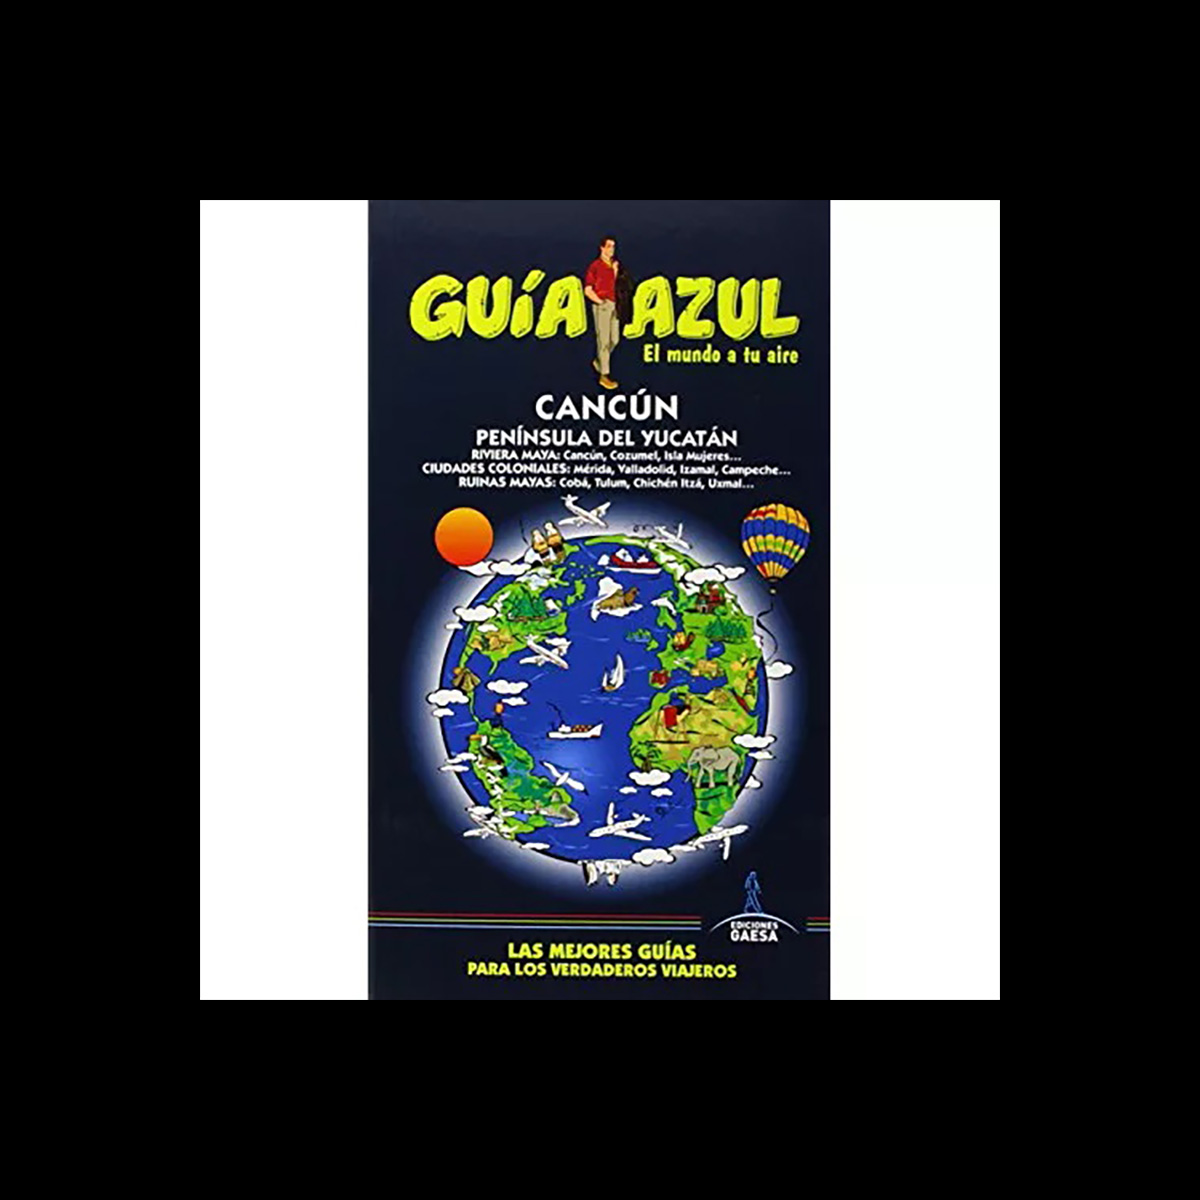 GUÍA AZUL
El mundo a tu aire
CANCÚN
PENÍNSULA DEL YUCATÁN
RIVIERA MAYA: Cancún, Cozumel, Isla Mujeres...
CIUDADES COLONIALES: Mérida, Valladolid, Izamal, Campeche...
RUINAS MAYAS: Cobá, Tulum, Chichén Itzá, Uxmal...
EDICIONES
GAESA
LAS MEJORES GUÍAS
PARA LOS VERDADEROS VIAJEROS